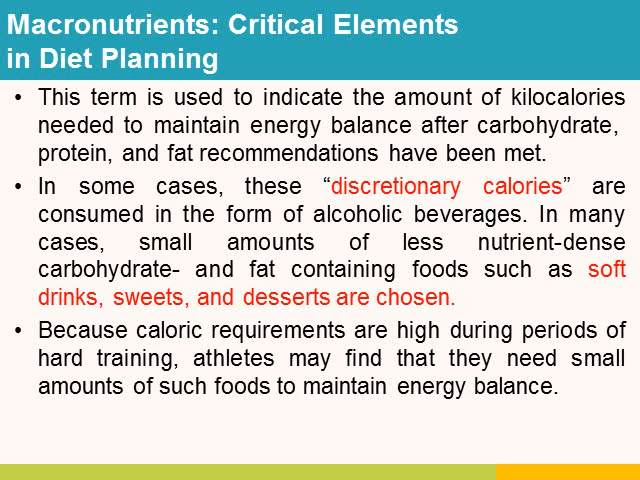 Macronutrients: Critical Elements
in Diet Planning
• This term is used to indicate the amount of kilocalories
needed to maintain energy balance after carbohydrate,
protein, and fat recommendations have been met.
• In some cases, these “discretionary calories” are
consumed in the form of alcoholic beverages. In many
cases, small amounts of less nutrient-dense
carbohydrate- and fat containing foods such as soft
drinks, sweets, and desserts are chosen.
• Because caloric requirements are high during periods of
hard training, athletes may find that they need small
amounts of such foods to maintain energy balance.